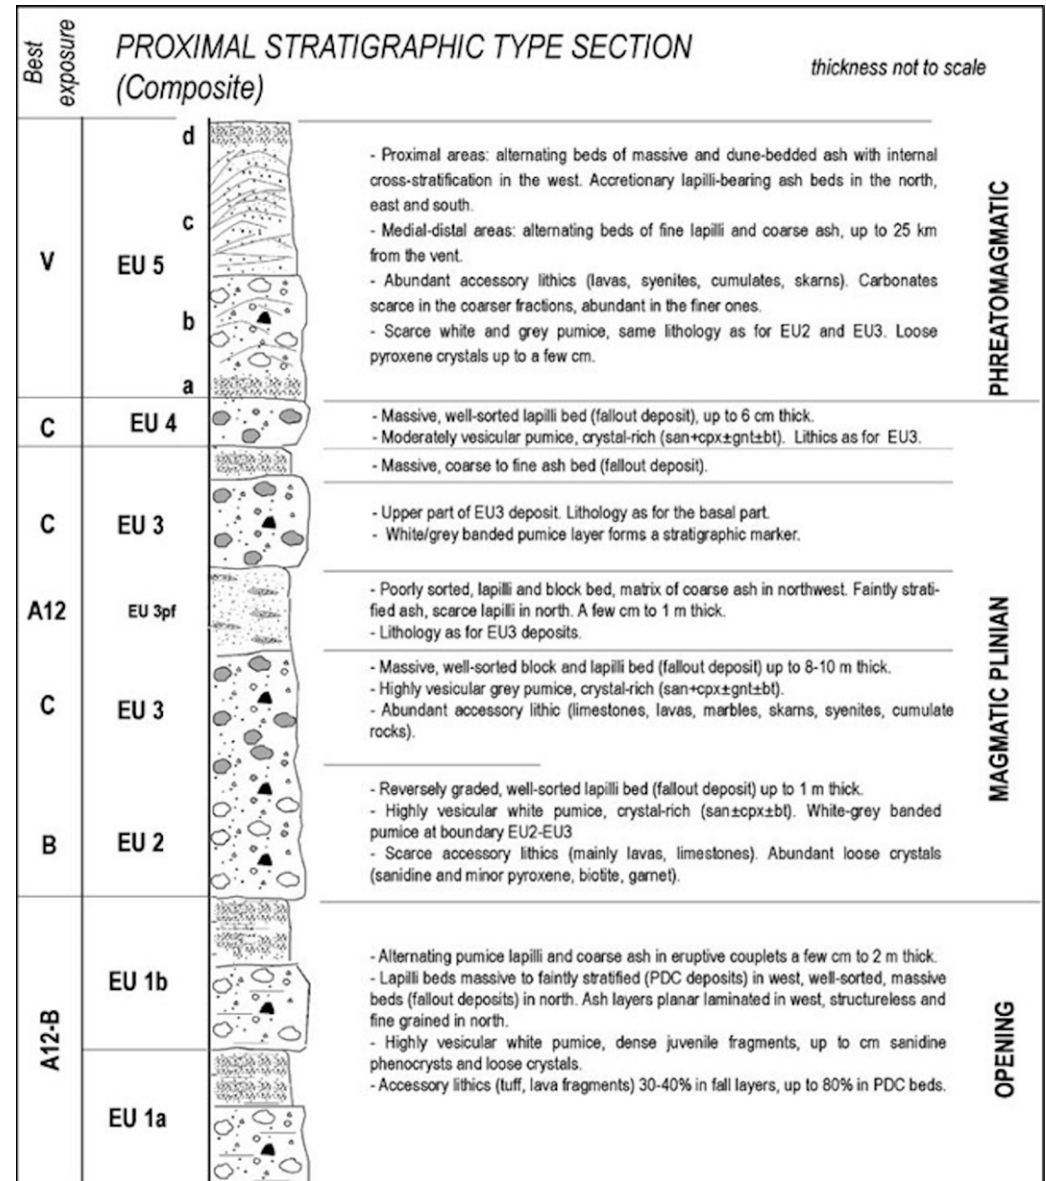 Best
exposure
PROXIMAL STRATIGRAPHIC TYPE SECTION
(Composite)
thickness not to scale
V
EU 5
d
c
b
a
- Proximal areas: alternating beds of massive and dune-bedded ash with internal
cross-stratification in the west. Accretionary lapilli-bearing ash beds in the north,
east and south.
- Medial-distal areas: alternating beds of fine lapilli and coarse ash, up to 25 km
from the vent.
- Abundant accessory lithics (lavas, syenites, cumulates, skarns). Carbonates
scarce in the coarser fractions, abundant in the finer ones.
- Scarce white and grey pumice, same lithology as for EU2 and EU3. Loose
pyroxene crystals up to a few cm.
PHREATOMAGMATIC
C
EU 4
- Massive, well-sorted lapilli bed (fallout deposit), up to 6 cm thick.
- Moderately vesicular pumice, crystal-rich (san+cpx±gnt±bt). Lithics as for EU3.
- Massive, coarse to fine ash bed (fallout deposit).
C
EU 3
- Upper part of EU3 deposit. Lithology as for the basal part.
- White/grey banded pumice layer forms a stratigraphic marker.
A12
EU 3pf
- Poorly sorted, lapilli and block bed, matrix of coarse ash in northwest. Faintly strati-
fied ash, scarce lapilli in north. A few cm to 1 m thick.
- Lithology as for EU3 deposits.
C
EU 3
- Massive, well-sorted block and lapilli bed (fallout deposit) up to 8-10 m thick.
- Highly vesicular grey pumice, crystal-rich (san+cpx±gnt±bt).
- Abundant accessory lithic (limestones, lavas, marbles, skarns, syenites, cumulate
rocks).
MAGMATIC PLINIAN
B
EU 2
- Reversely graded, well-sorted lapilli bed (fallout deposit) up to 1 m thick.
- Highly vesicular white pumice, crystal-rich (san±cpx±bt). White-grey banded
pumice at boundary EU2-EU3
- Scarce accessory lithics (mainly lavas, limestones). Abundant loose crystals
(sanidine and minor pyroxene, biotite, garnet).
A12-B
EU 1b
EU 1a
- Alternating pumice lapilli and coarse ash in eruptive couplets a few cm to 2 m thick.
- Lapilli beds massive to faintly stratified (PDC deposits) in west, well-sorted, massive
beds (fallout deposits) in north. Ash layers planar laminated in west, structureless and
fine grained in north.
- Highly vesicular white pumice, dense juvenile fragments, up to cm sanidine
phenocrysts and loose crystals.
- Accessory lithics (tuff, lava fragments) 30-40% in fall layers, up to 80% in PDC beds.
OPENING